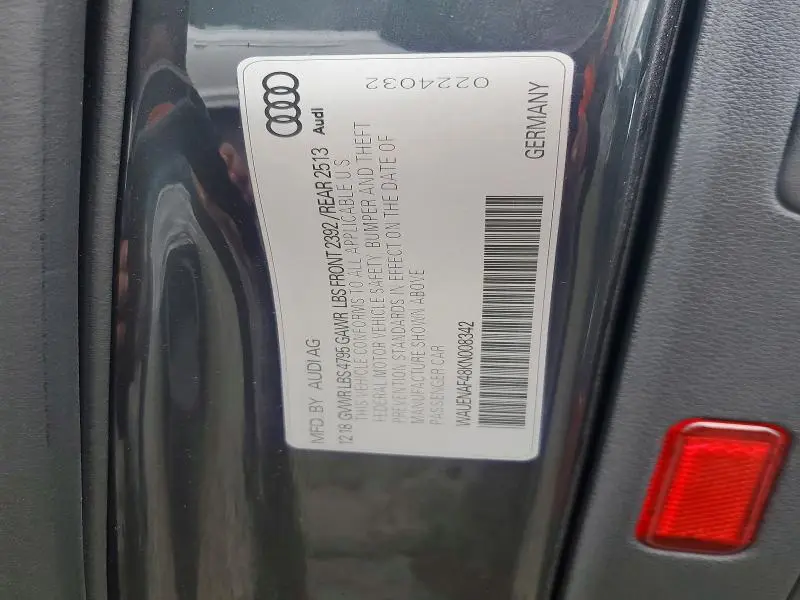 MFD. BY AUDI AG
12.18 GVWR LBS 4795 GAWR LBS FRONT 2392 / REAR 2513
Audi
THIS VEHICLE CONFORMS TO ALL APPLICABLE U.S.
FEDERAL MOTOR VEHICLE SAFETY, BUMPER AND THEFT
PREVENTION STANDARDS IN EFFECT ON THE DATE OF
MANUFACTURE SHOWN ABOVE
PASSENGER CAR
0224032
WAUENAF48KN008342
GERMANY